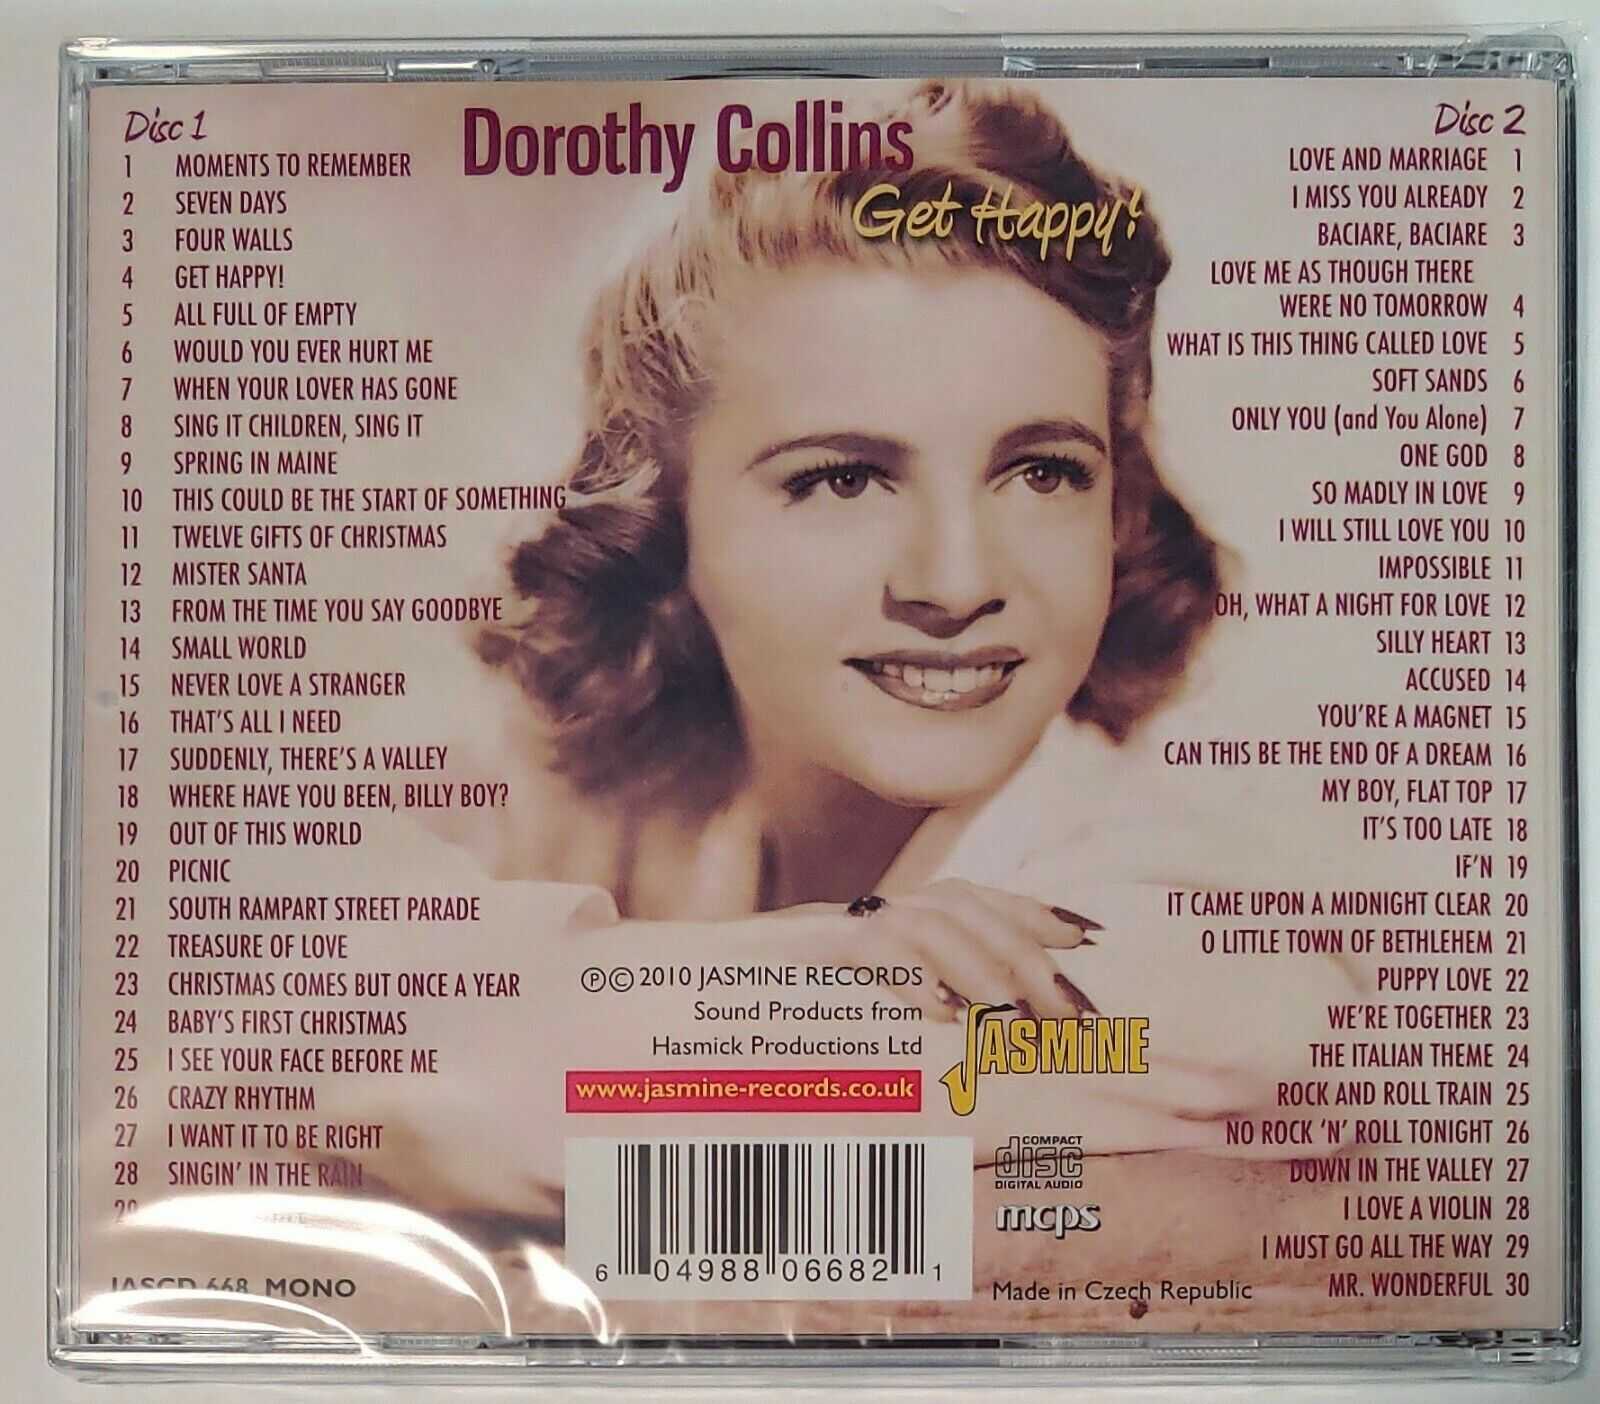 Dorothy Collins
Get Happy!
Disc 1
1 MOMENTS TO REMEMBER
2 SEVEN DAYS
3 FOUR WALLS
4 GET HAPPY!
5 ALL FULL OF EMPTY
6 WOULD YOU EVER HURT ME
7 WHEN YOUR LOVER HAS GONE
8 SING IT CHILDREN, SING IT
9 SPRING IN MAINE
10 THIS COULD BE THE START OF SOMETHING
11 TWELVE GIFTS OF CHRISTMAS
12 MISTER SANTA
13 FROM THE TIME YOU SAY GOODBYE
14 SMALL WORLD
15 NEVER LOVE A STRANGER
16 THAT'S ALL I NEED
17 SUDDENLY, THERE'S A VALLEY
18 WHERE HAVE YOU BEEN, BILLY BOY?
19 OUT OF THIS WORLD
20 PICNIC
21 SOUTH RAMPART STREET PARADE
22 TREASURE OF LOVE
23 CHRISTMAS COMES BUT ONCE A YEAR
24 BABY'S FIRST CHRISTMAS
25 I SEE YOUR FACE BEFORE ME
26 CRAZY RHYTHM
27 I WANT IT TO BE RIGHT
28 SINGIN' IN THE RAIN
29
JASCD 668 MONO
Disc 2
LOVE AND MARRIAGE 1
I MISS YOU ALREADY 2
BACIARE, BACIARE 3
LOVE ME AS THOUGH THERE
WERE NO TOMORROW 4
WHAT IS THIS THING CALLED LOVE 5
SOFT SANDS 6
ONLY YOU (and You Alone) 7
ONE GOD 8
SO MADLY IN LOVE 9
I WILL STILL LOVE YOU 10
IMPOSSIBLE 11
OH, WHAT A NIGHT FOR LOVE 12
SILLY HEART 13
ACCUSED 14
YOU'RE A MAGNET 15
CAN THIS BE THE END OF A DREAM 16
MY BOY, FLAT TOP 17
IT'S TOO LATE 18
IF'N 19
IT CAME UPON A MIDNIGHT CLEAR 20
O LITTLE TOWN OF BETHLEHEM 21
PUPPY LOVE 22
WE'RE TOGETHER 23
THE ITALIAN THEME 24
ROCK AND ROLL TRAIN 25
NO ROCK 'N' ROLL TONIGHT 26
DOWN IN THE VALLEY 27
I LOVE A VIOLIN 28
I MUST GO ALL THE WAY 29
MR. WONDERFUL 30
℗© 2010 JASMINE RECORDS
Sound Products from
Hasmick Productions Ltd
www.jasmine-records.co.uk
JASMiNE
COMPACT
disc
DIGITAL AUDIO
mcps
6 04988 06682 1
Made in Czech Republic